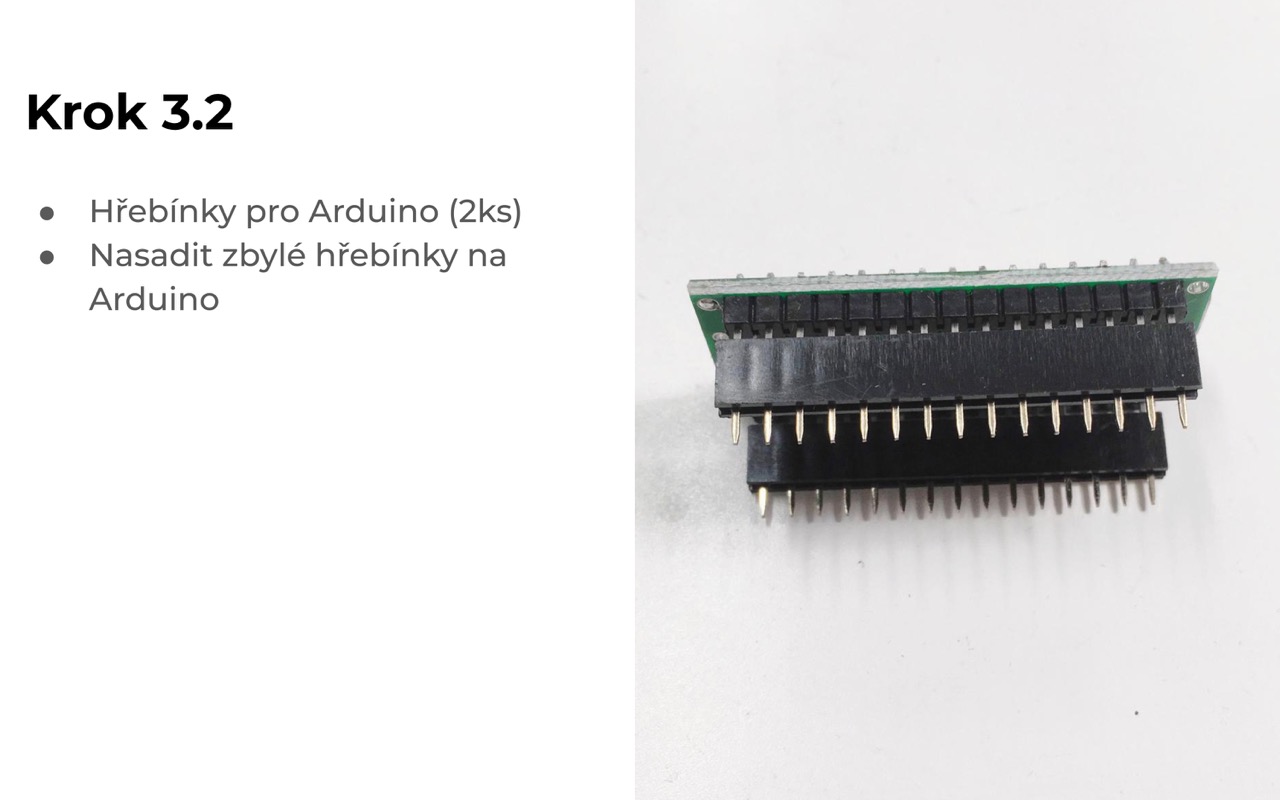 Krok 3.2
● Hřebínky pro Arduino (2ks)
● Nasadit zbylé hřebínky na
Arduino